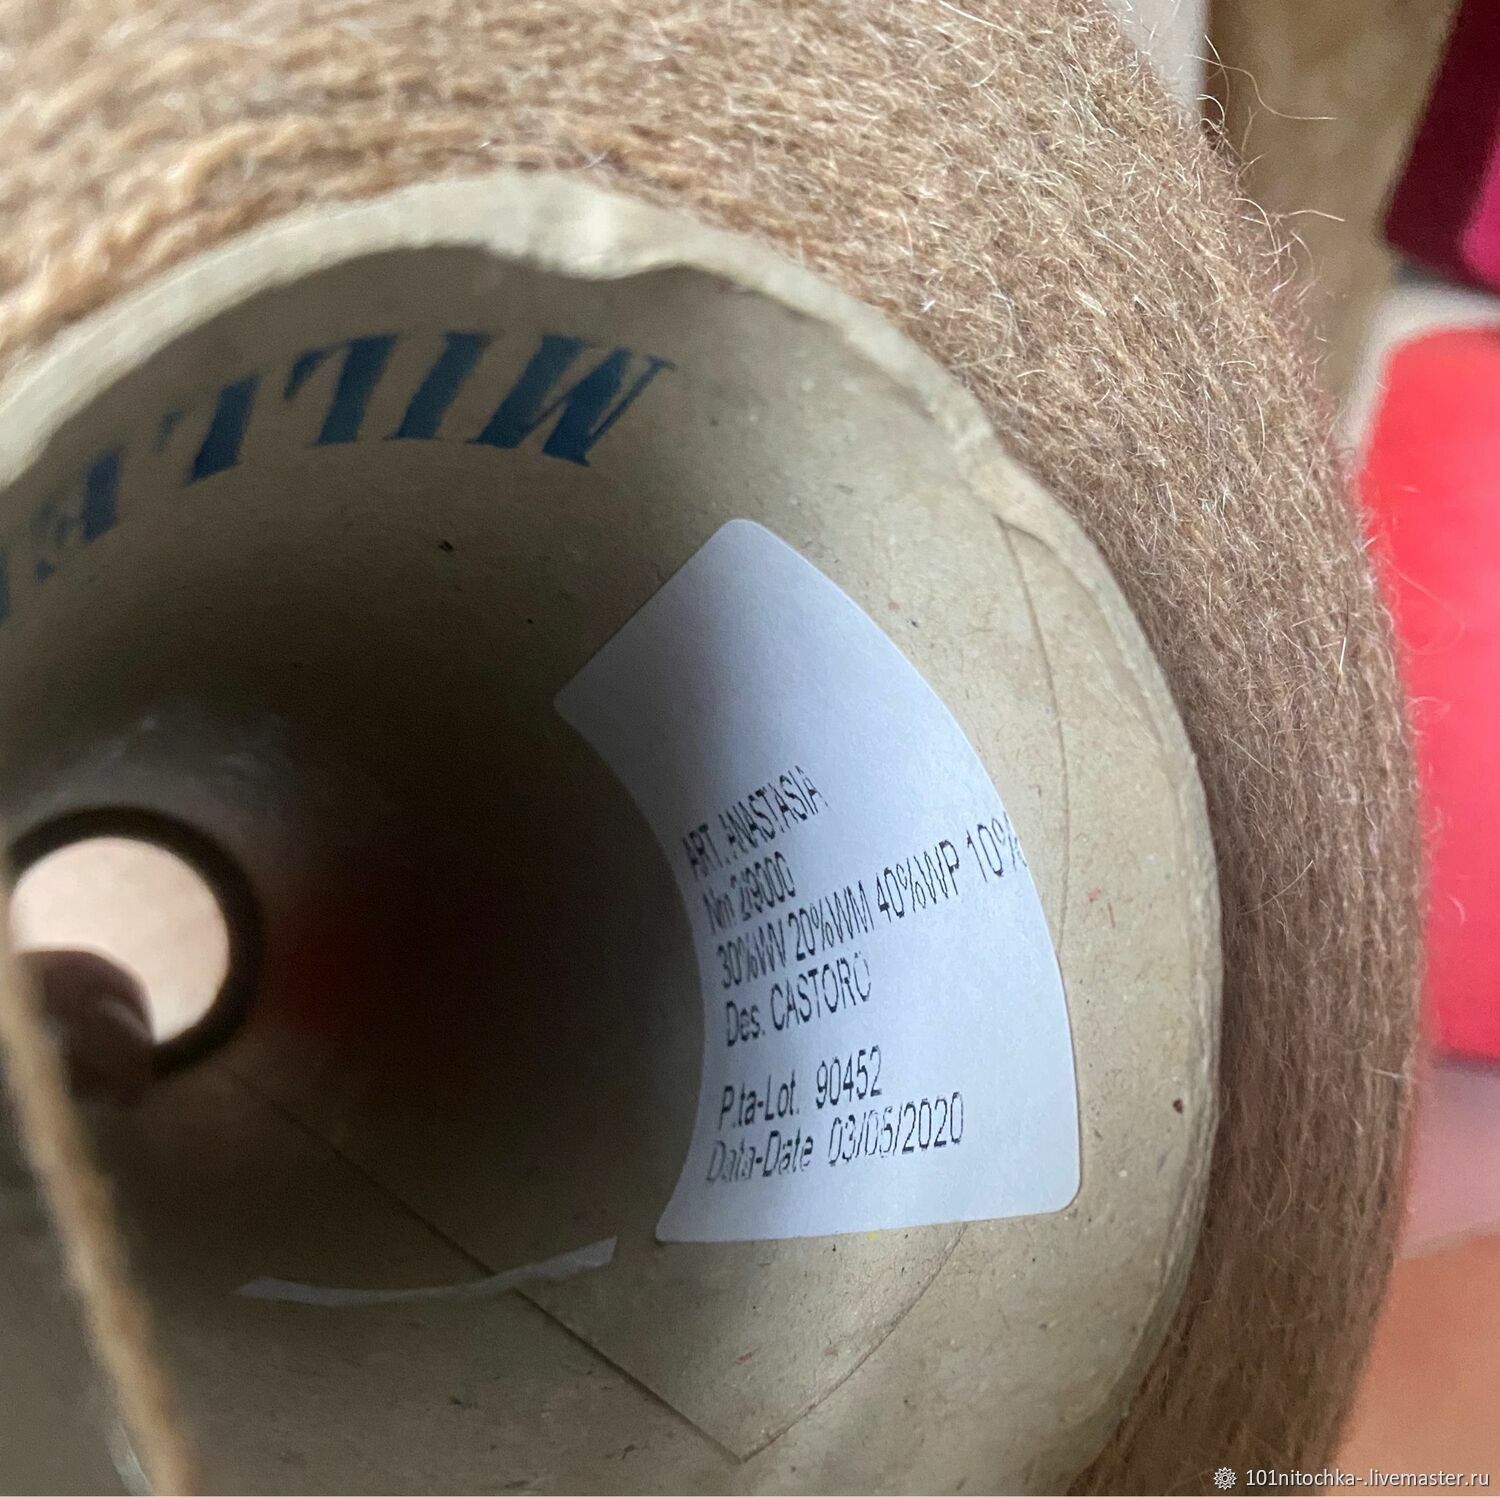 MILLE
ART. ANASTASIA
Nm 2/9000
30%WV 20%WM 40%WP 10%
Des. CASTORO
P.ta-Lot. 90452
Data-Date 03/05/2020
101nitochka-.livemaster.ru